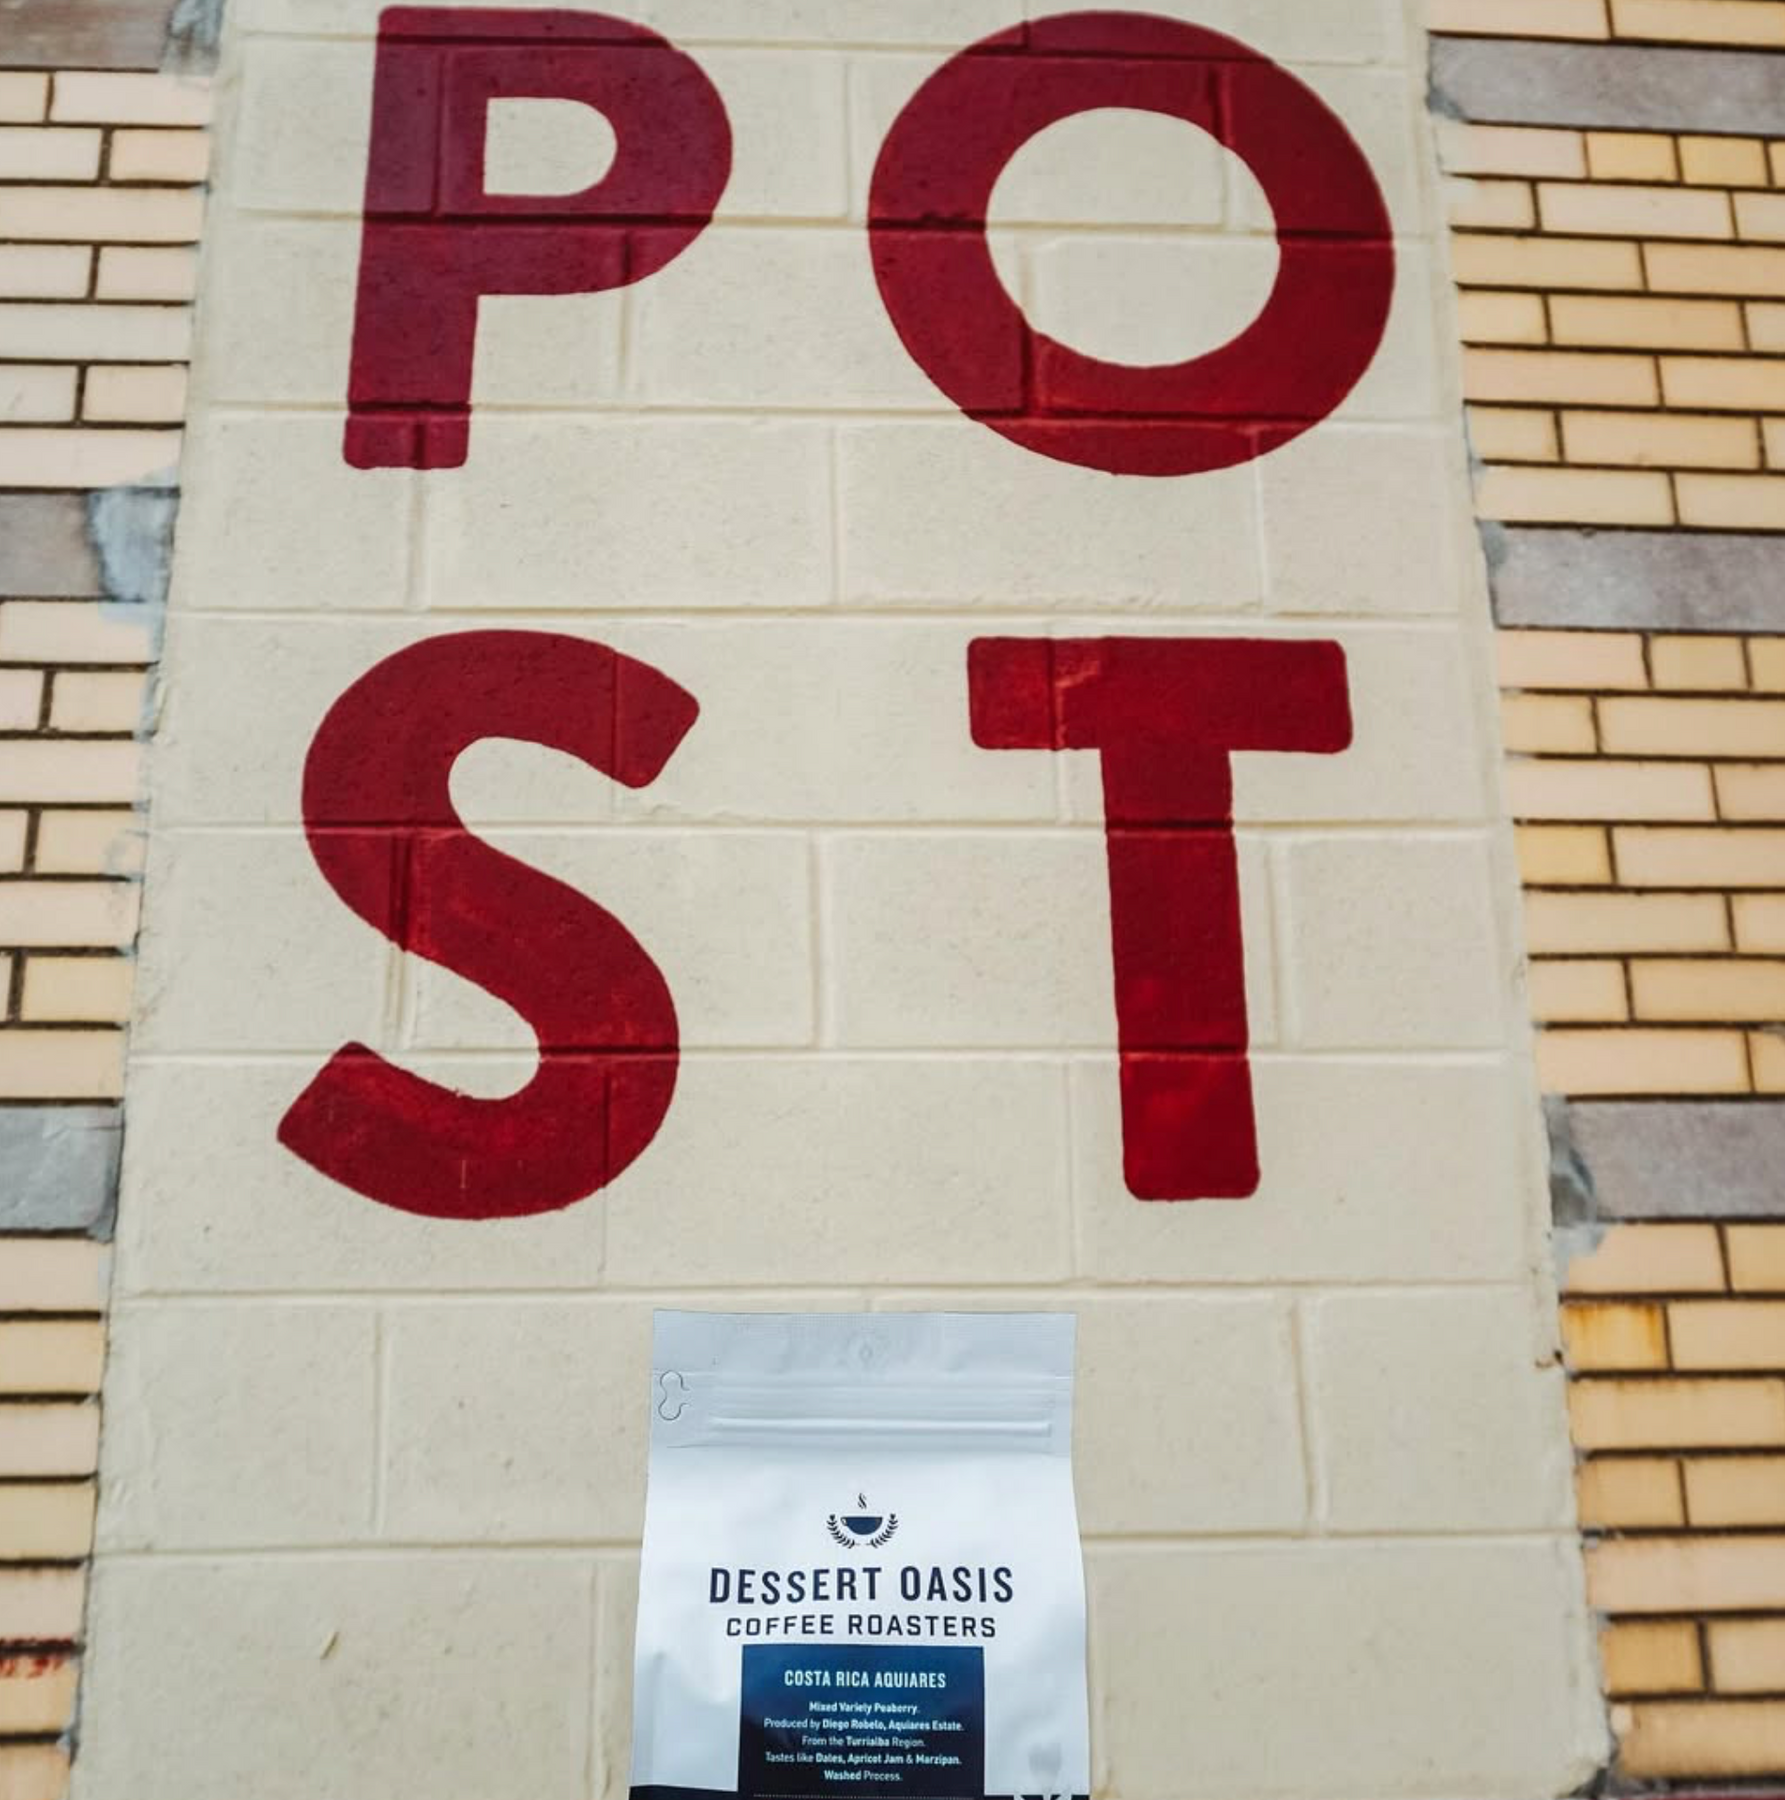 PO
ST
DESSERT OASIS
COFFEE ROASTERS
COSTA RICA AQUIARES
Mixed Variely Peaberry.
Produced by Diego Robelo, Aquiares Estate.
From the Turrialba Region.
Tastes like Dates, Apricot Jam & Marzipan.
Washed Process.